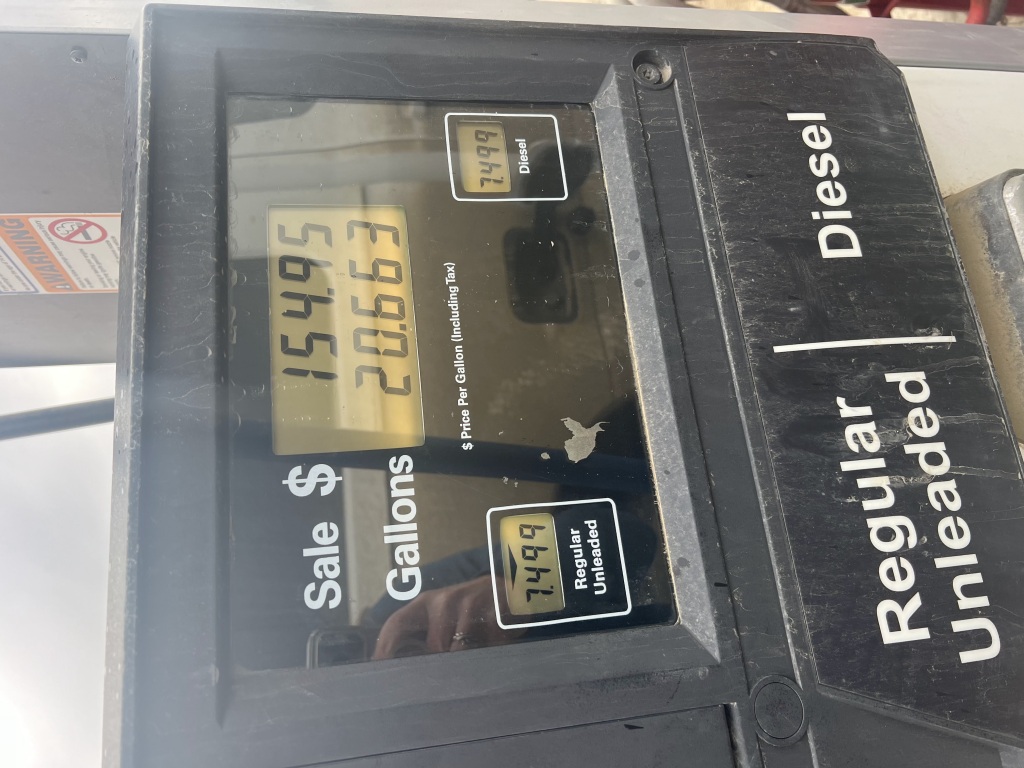 WARNING
Sale $ 154.95
Gallons 20.663
$ Price Per Gallon (Including Tax)
7.499
Regular
Unleaded
7.499
Diesel
Regular
Unleaded
Diesel